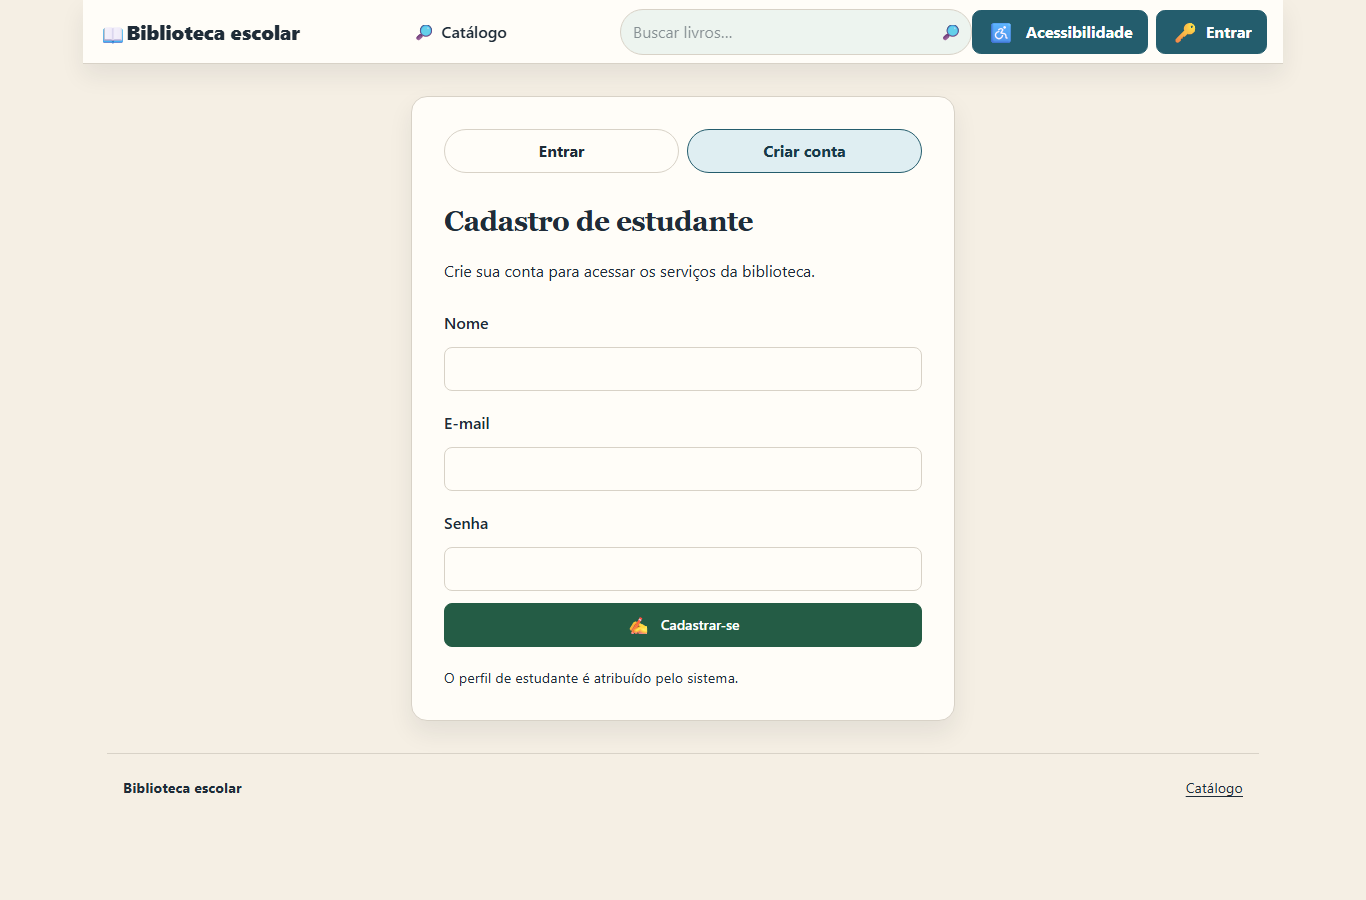 Biblioteca escolar
Catálogo
Buscar livros...
Acessibilidade
Entrar
Entrar
Criar conta
Cadastro de estudante
Crie sua conta para acessar os serviços da biblioteca.
Nome
E-mail
Senha
Cadastrar-se
O perfil de estudante é atribuído pelo sistema.
Biblioteca escolar
Catálogo